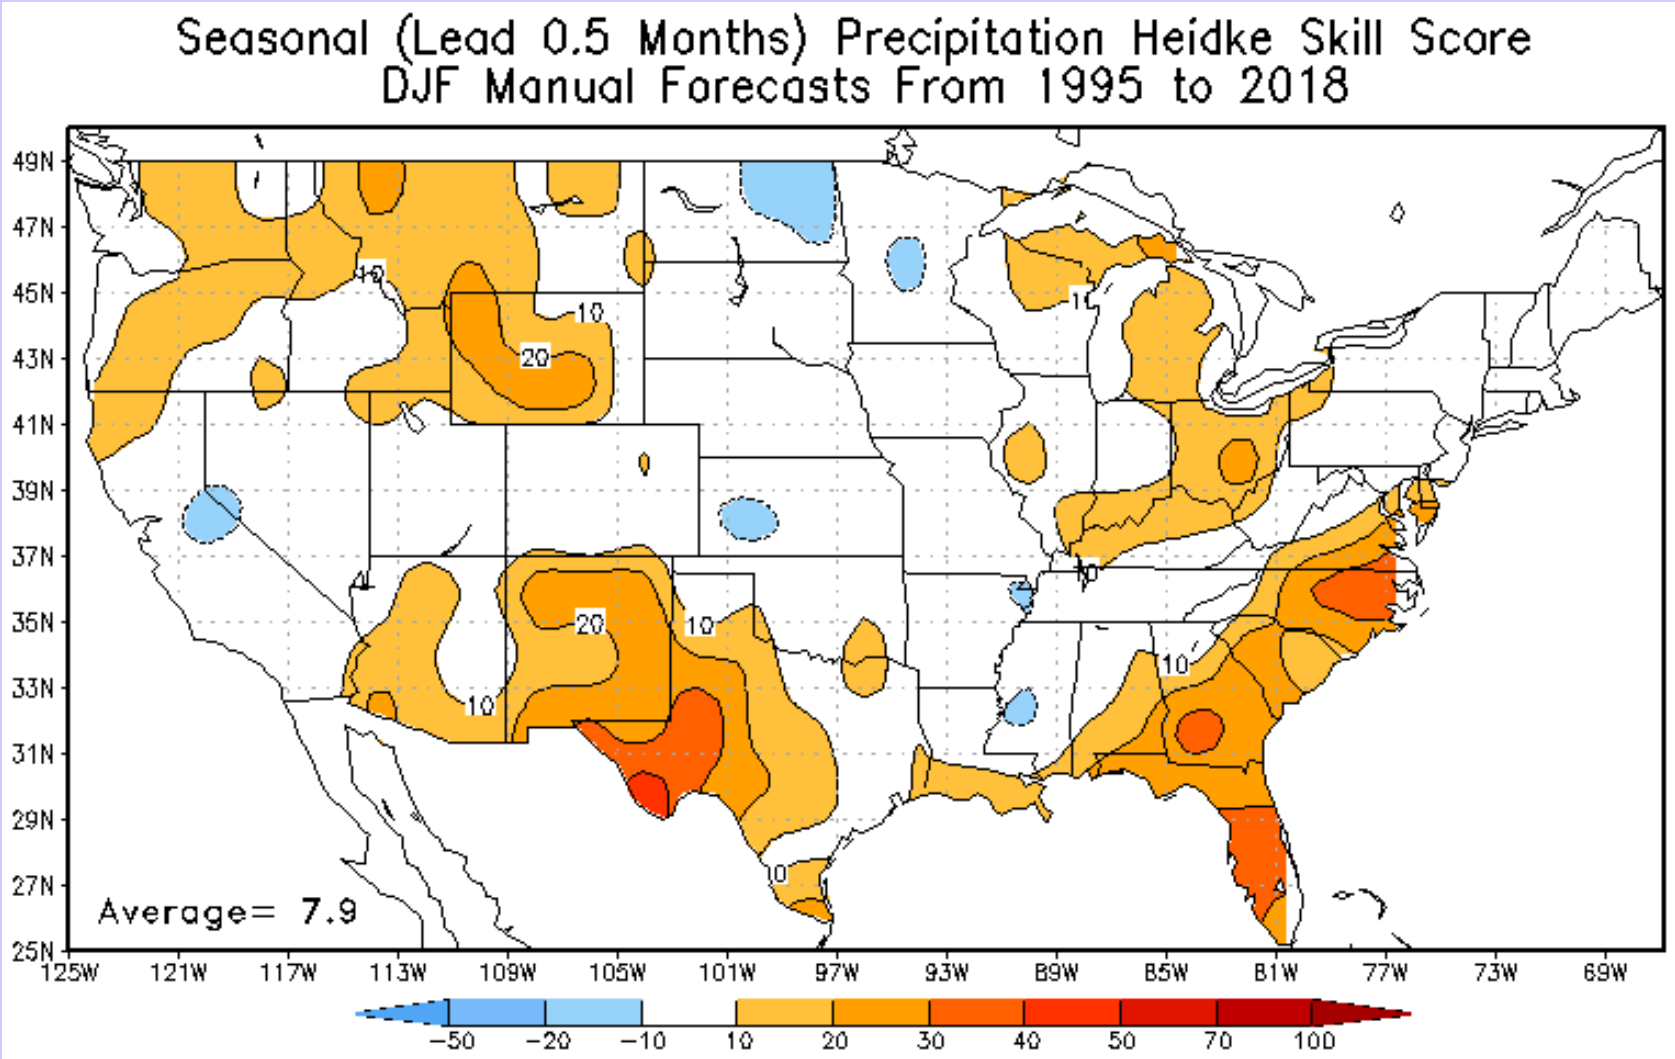 Seasonal (Lead 0.5 Months) Precipitation Heidke Skill Score
DJF Manual Forecasts From 1995 to 2018
49N
47N
10
45N
10
10
43N
20
41N
39N
37N
10
35N
20
10
10
33N
10
31N
29N
27N
0
Average= 7.9
25N
125W 121W 117W 113W 109W 105W 101W 97W 93W 89W 85W 81W 77W 73W 69W
-50 -20 -10 10 20 30 40 50 70 100